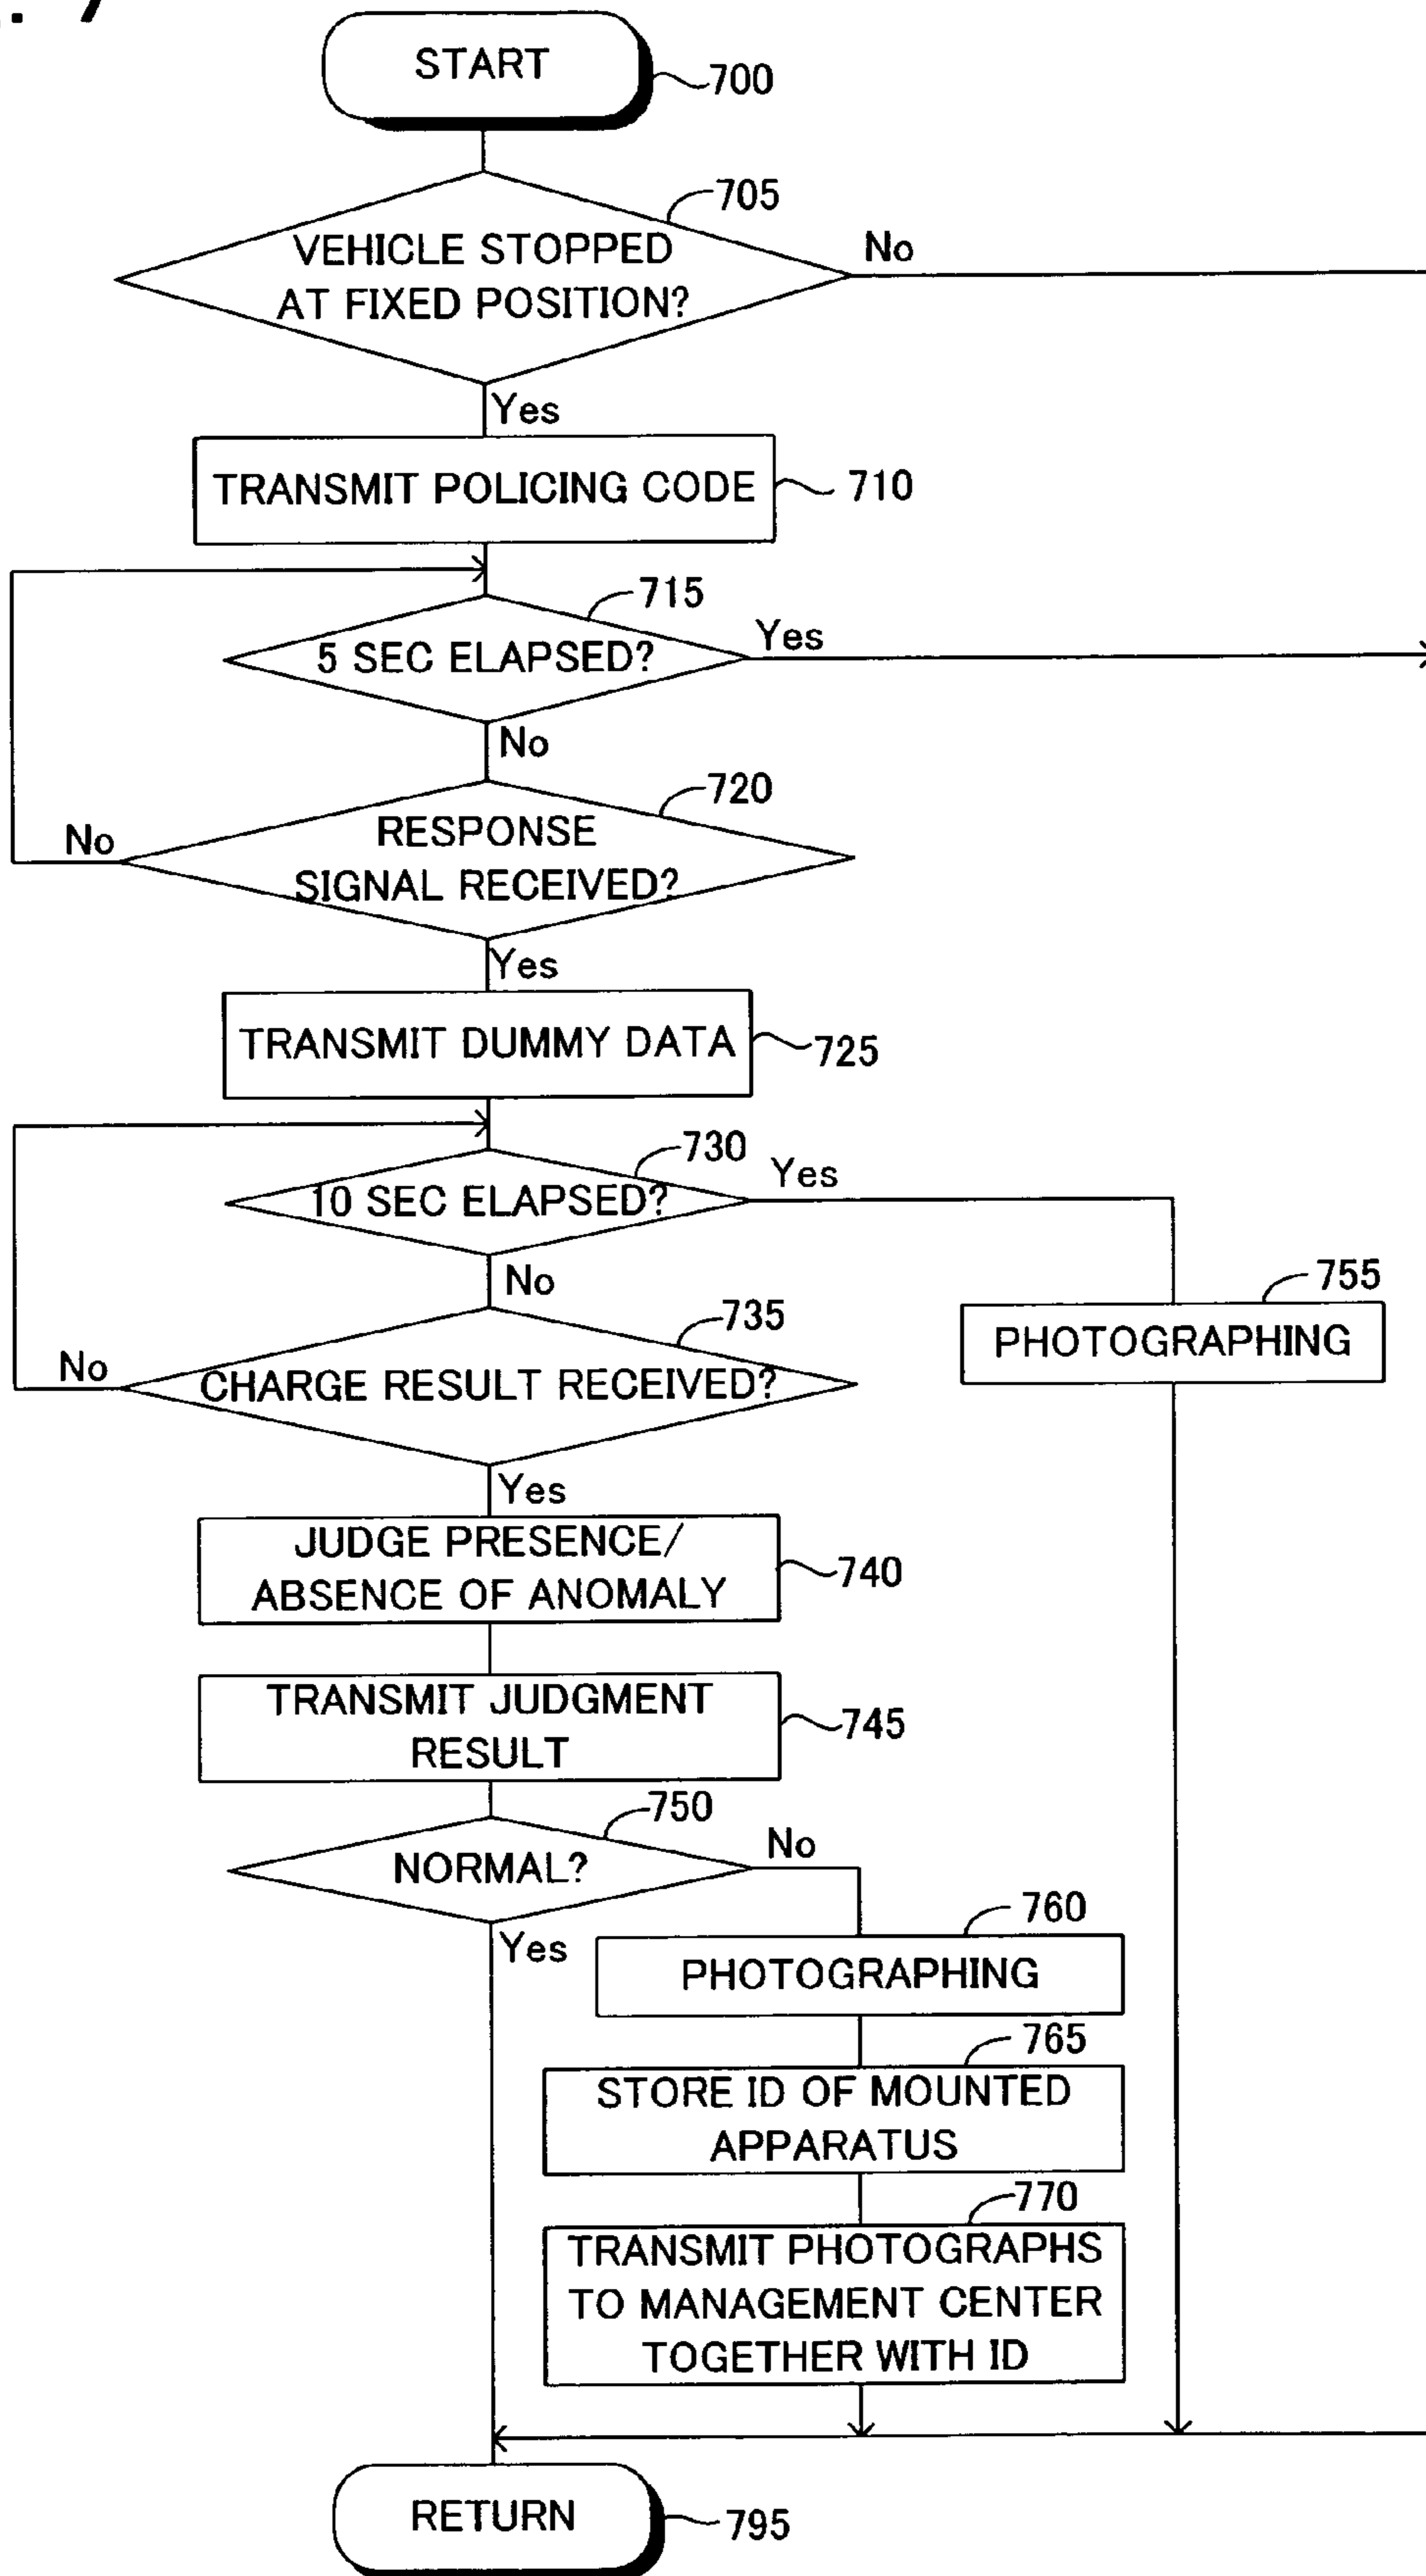 . 7
START
700
705
VEHICLE STOPPED
AT FIXED POSITION?
No
Yes
TRANSMIT POLICING CODE
710
715
5 SEC ELAPSED?
Yes
No
720
RESPONSE
SIGNAL RECEIVED?
No
Yes
TRANSMIT DUMMY DATA
725
730
10 SEC ELAPSED?
Yes
No
755
PHOTOGRAPHING
735
CHARGE RESULT RECEIVED?
No
Yes
JUDGE PRESENCE/
ABSENCE OF ANOMALY
740
TRANSMIT JUDGMENT
RESULT
745
750
NORMAL?
No
Yes
760
PHOTOGRAPHING
765
STORE ID OF MOUNTED
APPARATUS
770
TRANSMIT PHOTOGRAPHS
TO MANAGEMENT CENTER
TOGETHER WITH ID
RETURN
795